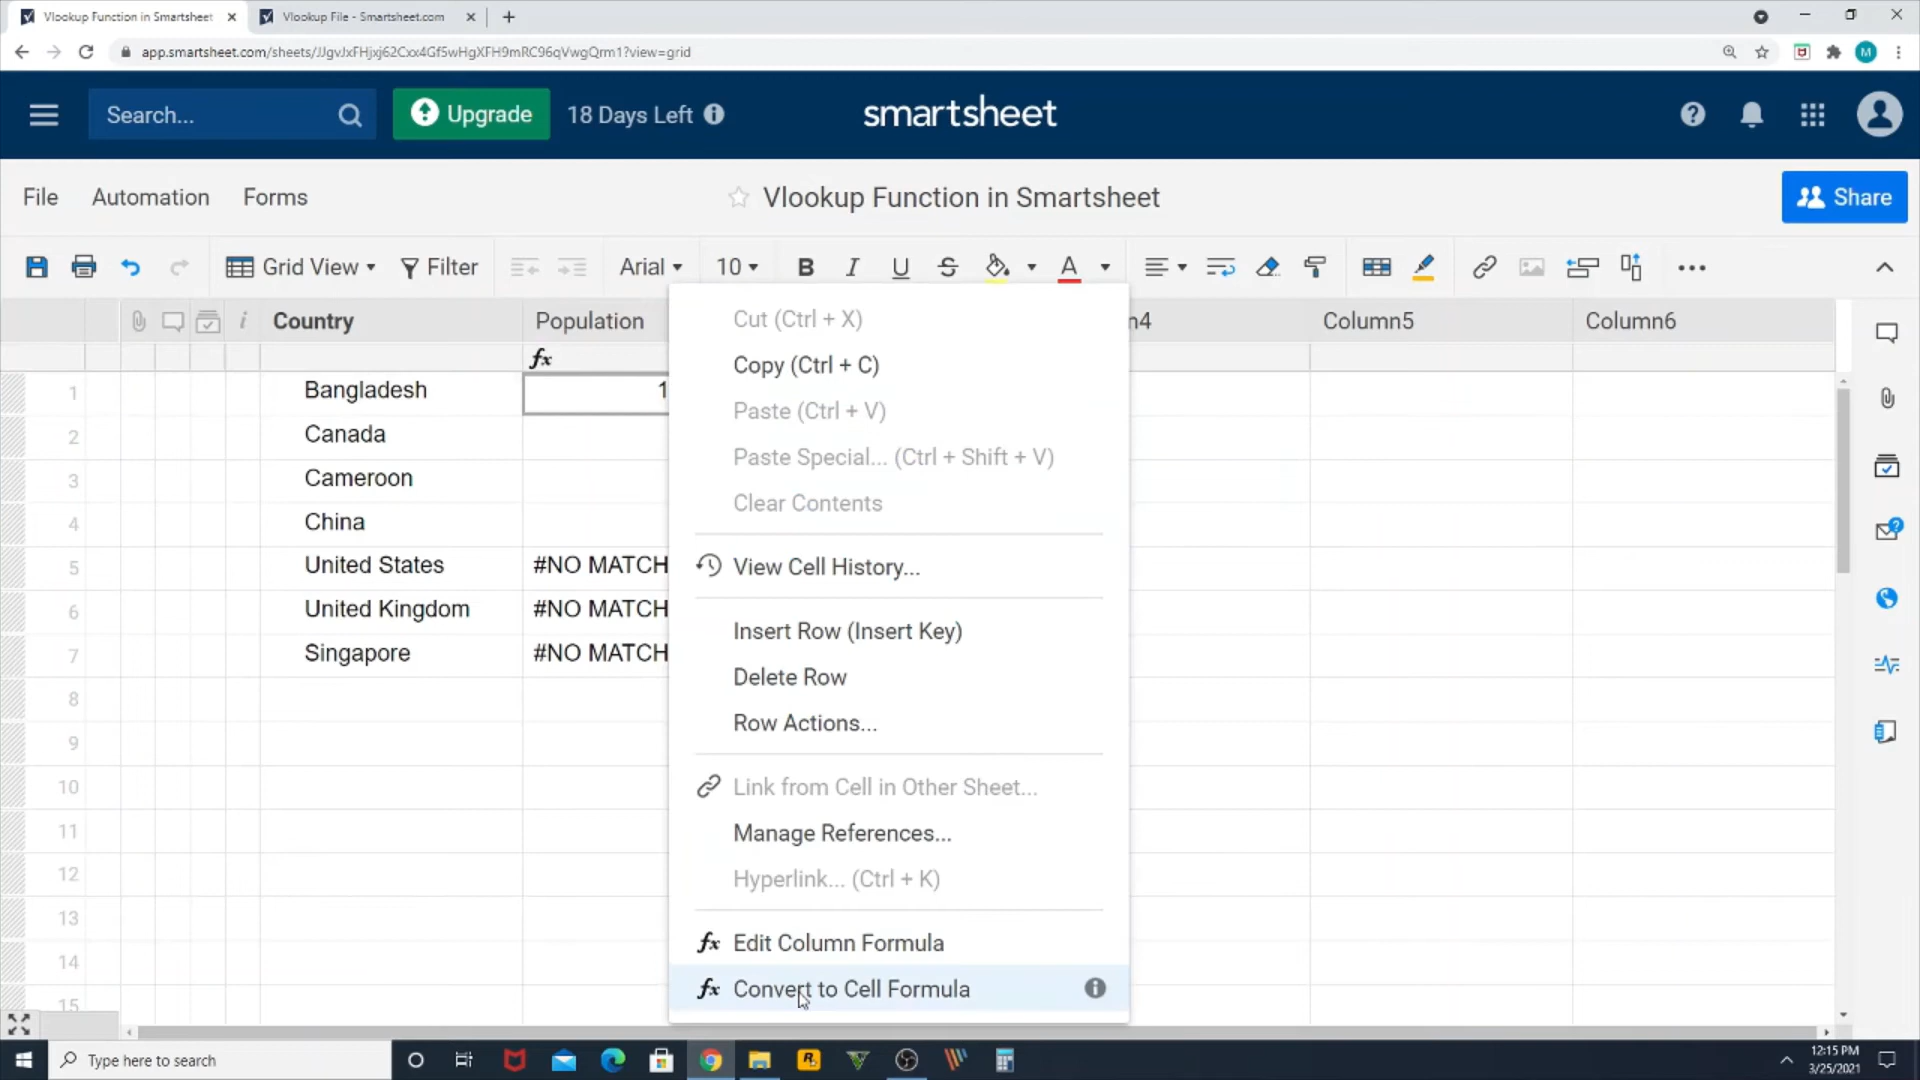 Vlookup Function in Smartsheet
Vlookup File - Smartsheet.com
app.smartsheet.com/sheets/JJgvJxFHjxj62Cxx4Gf5wHgXFH9mRC96qVwgQrm1?view=grid
M
Search...
Upgrade
18 Days Left
smartsheet
File
Automation
Forms
Vlookup Function in Smartsheet
Share
Grid View
Filter
Arial
10
B
I
U
S
A
Country
Population
n4
Column5
Column6
fx
1 Bangladesh 1
2 Canada
3 Cameroon
4 China
5 United States #NO MATCH
6 United Kingdom #NO MATCH
7 Singapore #NO MATCH
8
9
10
11
12
13
14
15
Cut (Ctrl + X)
Copy (Ctrl + C)
Paste (Ctrl + V)
Paste Special... (Ctrl + Shift + V)
Clear Contents
View Cell History...
Insert Row (Insert Key)
Delete Row
Row Actions...
Link from Cell in Other Sheet...
Manage References...
Hyperlink... (Ctrl + K)
fx Edit Column Formula
fx Convert to Cell Formula
Type here to search
12:15 PM
3/25/2021